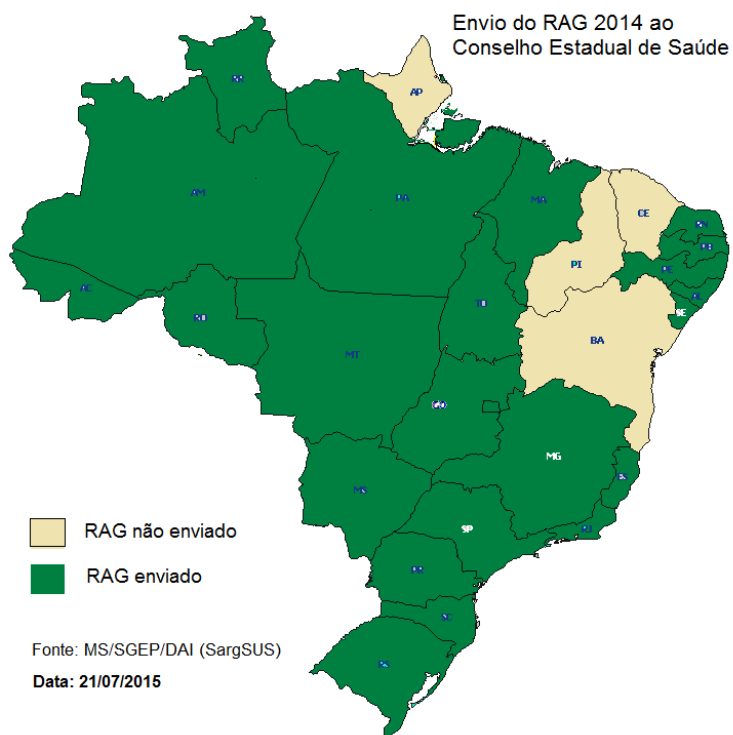 Envio do RAG 2014 ao
Conselho Estadual de Saúde
RR
AP
AM
PA
MA
CE
RN
PB
PI
PE
AC
AL
TO
SE
RO
BA
MT
GO
MG
MS
ES
SP
RJ
RAG não enviado
PR
RAG enviado
SC
Fonte: MS/SGEP/DAI (SargSUS)
RS
Data: 21/07/2015